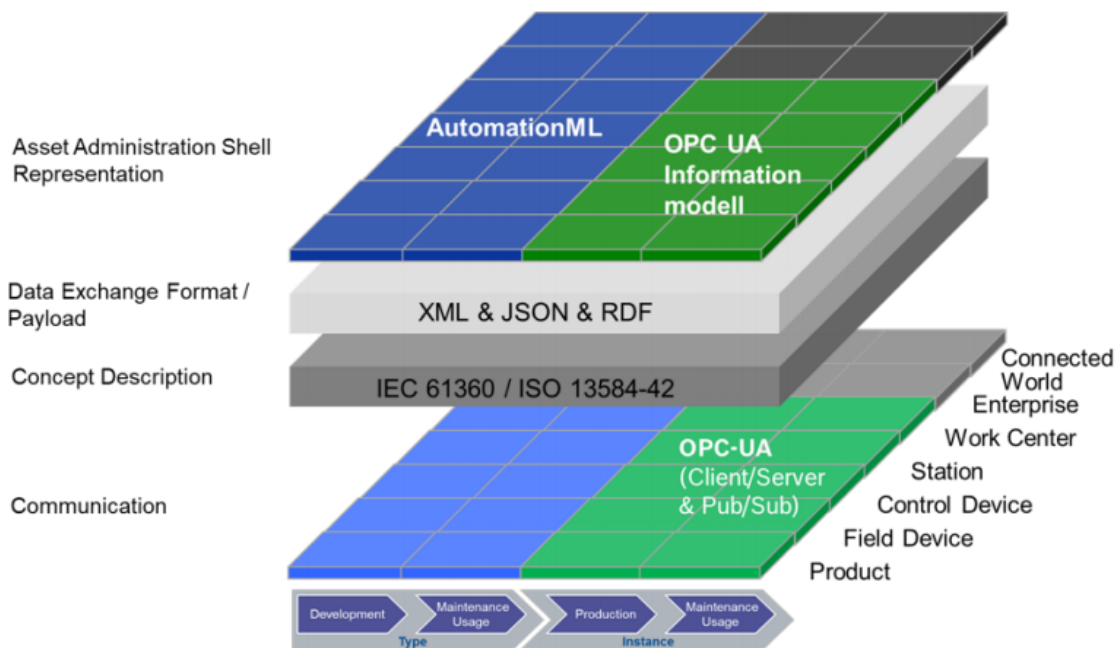 Asset Administration Shell
Representation
AutomationML
OPC UA
Information
modell
Data Exchange Format /
Payload
XML & JSON & RDF
Concept Description
IEC 61360 / ISO 13584-42
Communication
OPC-UA
(Client/Server
& Pub/Sub)
Connected
World
Enterprise
Work Center
Station
Control Device
Field Device
Product
Development
Maintenance
Usage
Production
Maintenance
Usage
Type
Instance